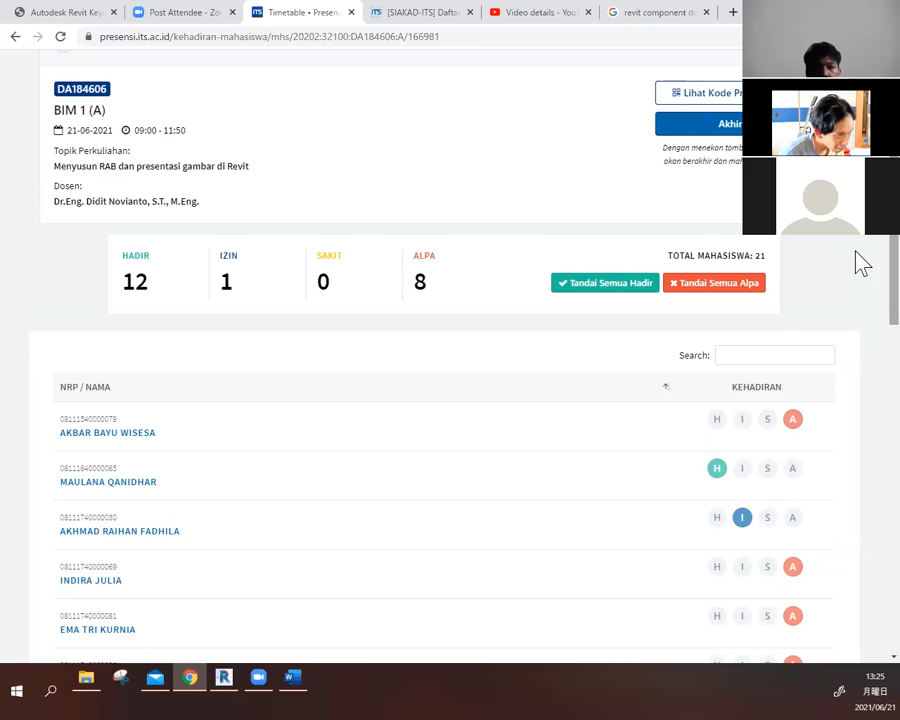 Autodesk Revit Key
Post Attendee - Zo
Timetable • Presen
[SIAKAD-ITS] Dafta
Video details - You
revit component d
presensi.its.ac.id/kehadiran-mahasiswa/mhs/20202:32100:DA184606:A/166981
DA184606
Lihat Kode Pr
BIM 1 (A)
21-06-2021 09:00 - 11:50
Akhir
Topik Perkuliahan:
Dengan menekan tomb
Menyusun RAB dan presentasi gambar di Revit
akan berakhir dan mah
Dosen:
Dr.Eng. Didit Novianto, S.T., M.Eng.
HADIR IZIN SAKIT ALPA TOTAL MAHASISWA: 21
12 1 0 8 Tandai Semua Hadir Tandai Semua Alpa
Search:
NRP / NAMA KEHADIRAN
08111540000079
AKBAR BAYU WISESA H I S A
08111640000065
MAULANA QANIDHAR H I S A
08111740000030
AKHMAD RAIHAN FADHILA H I S A
08111740000069
INDIRA JULIA H I S A
08111740000081
EMA TRI KURNIA H I S A
13:25
月曜日
2021/06/21